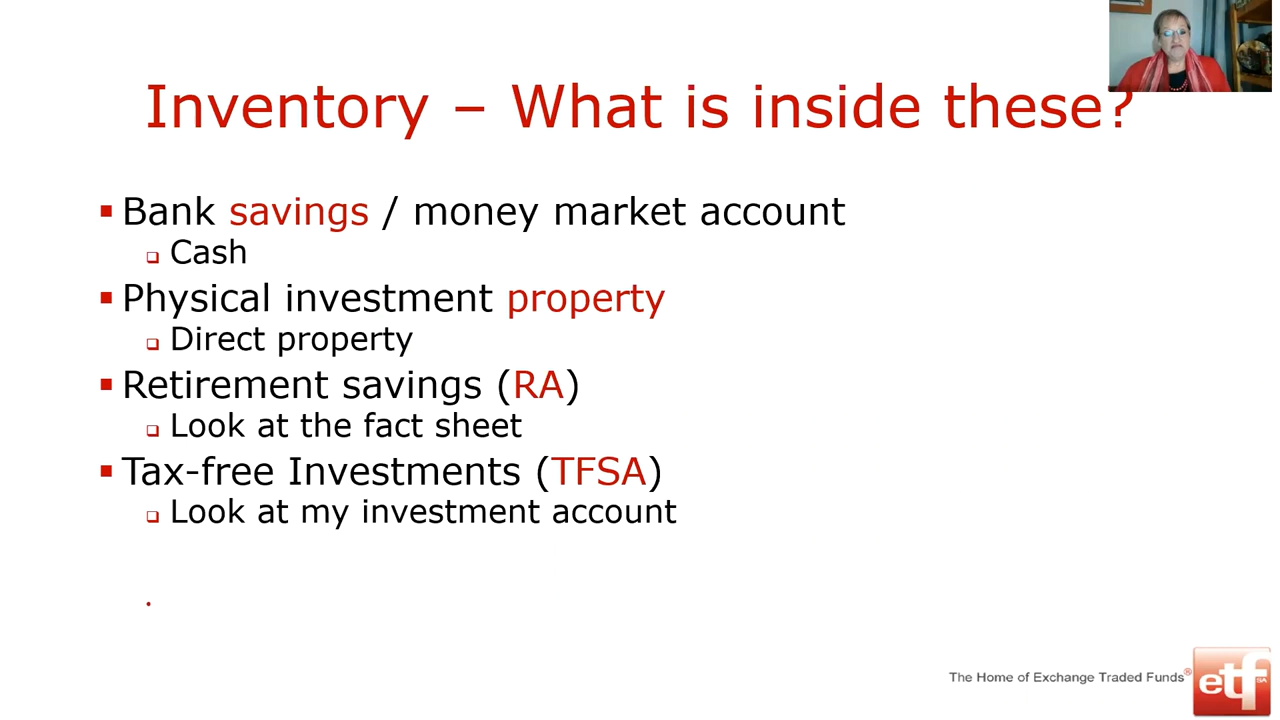 Inventory – What is inside these?
Bank savings / money market account
Cash
Physical investment property
Direct property
Retirement savings (RA)
Look at the fact sheet
Tax-free Investments (TFSA)
Look at my investment account
.
The Home of Exchange Traded Funds®
etf
SA